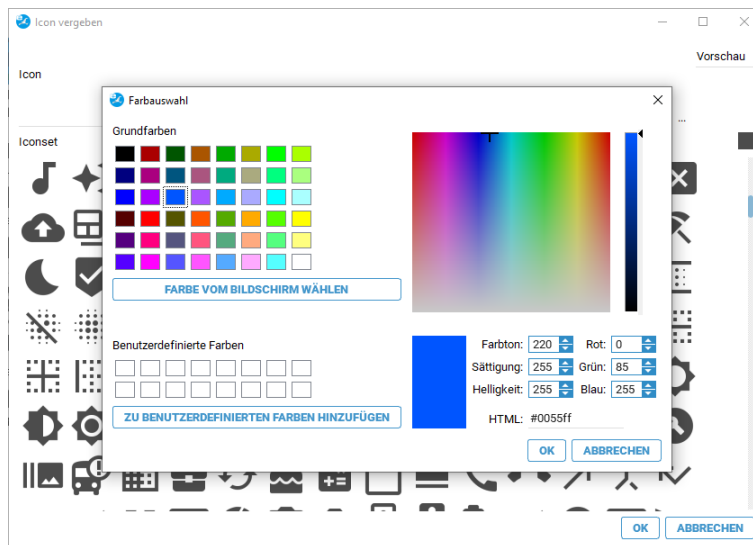 Icon vergeben
Vorschau
Icon
...
Iconset
Farbauswahl
Grundfarben
FARBE VOM BILDSCHIRM WÄHLEN
Benutzerdefinierte Farben
ZU BENUTZERDEFINIERTEN FARBEN HINZUFÜGEN
Farbton: 220 Rot: 0
Sättigung: 255 Grün: 85
Helligkeit: 255 Blau: 255
HTML: #0055ff
OK ABBRECHEN
OK ABBRECHEN